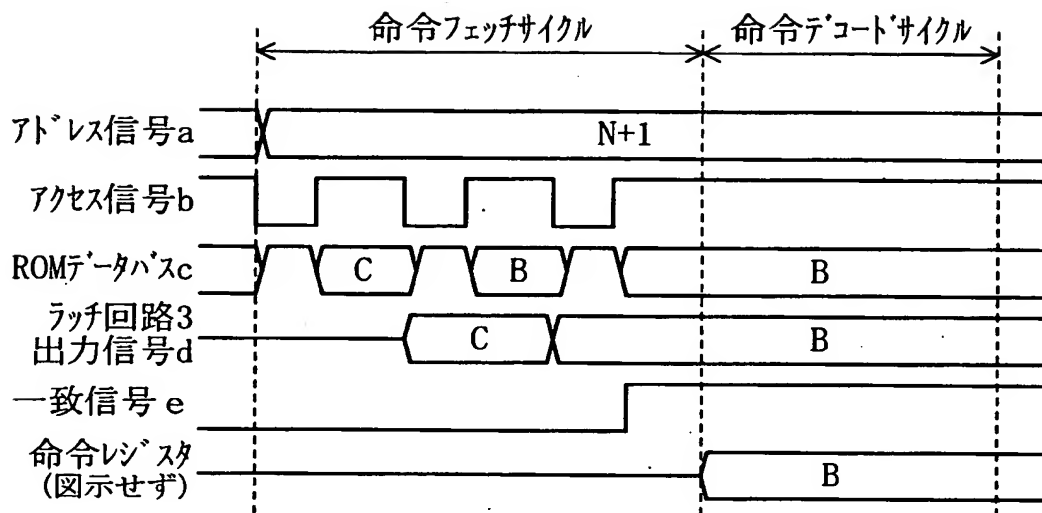 命令フェッチサイクル
命令デコードサイクル
アドレス信号a
N+1
アクセス信号b
ROMデータバスc
C
B
B
ラッチ回路3
出力信号d
C
B
一致信号e
命令レジスタ
(図示せず)
B